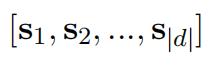 [s₁, s₂, ..., s|d|]